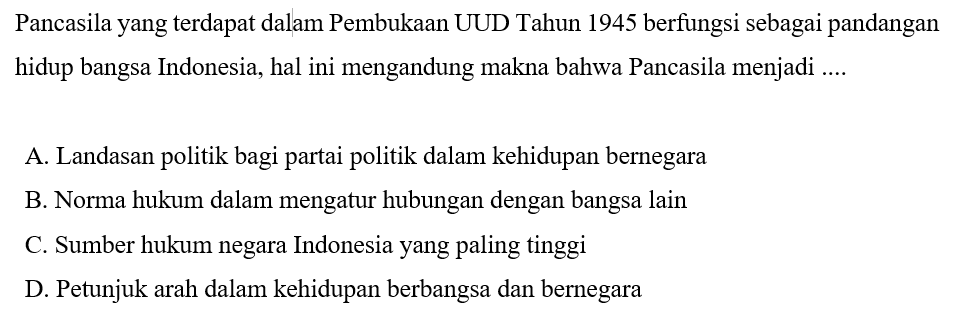 Pancasila yang terdapat dalam Pembukaan UUD Tahun 1945 berfungsi sebagai pandangan
hidup bangsa Indonesia, hal ini mengandung makna bahwa Pancasila menjadi ....
A. Landasan politik bagi partai politik dalam kehidupan bernegara
B. Norma hukum dalam mengatur hubungan dengan bangsa lain
C. Sumber hukum negara Indonesia yang paling tinggi
D. Petunjuk arah dalam kehidupan berbangsa dan bernegara